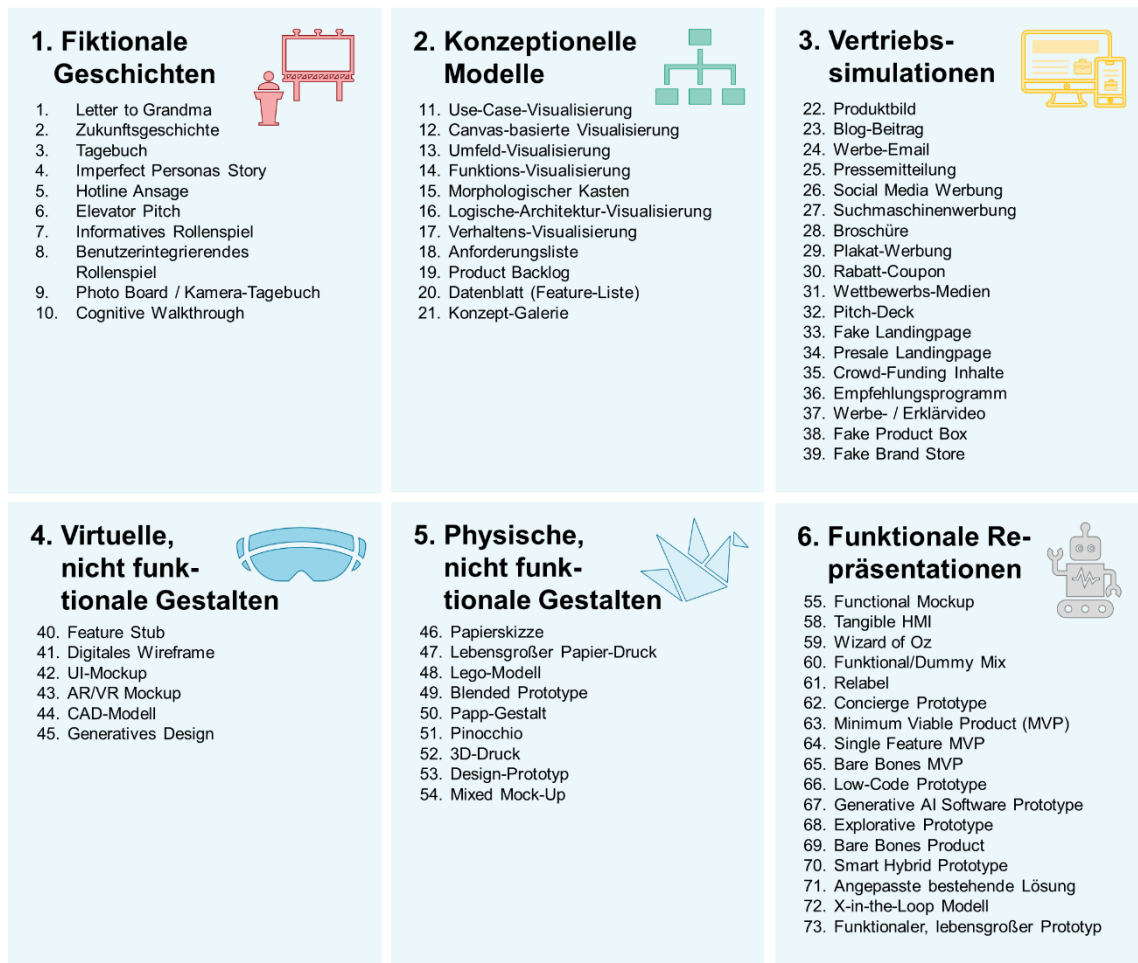 1. Fiktionale
Geschichten
1. Letter to Grandma
2. Zukunftsgeschichte
3. Tagebuch
4. Imperfect Personas Story
5. Hotline Ansage
6. Elevator Pitch
7. Informatives Rollenspiel
8. Benutzerintegrierendes
Rollenspiel
9. Photo Board / Kamera-Tagebuch
10. Cognitive Walkthrough
2. Konzeptionelle
Modelle
11. Use-Case-Visualisierung
12. Canvas-basierte Visualisierung
13. Umfeld-Visualisierung
14. Funktions-Visualisierung
15. Morphologischer Kasten
16. Logische-Architektur-Visualisierung
17. Verhaltens-Visualisierung
18. Anforderungsliste
19. Product Backlog
20. Datenblatt (Feature-Liste)
21. Konzept-Galerie
3. Vertriebs-
simulationen
22. Produktbild
23. Blog-Beitrag
24. Werbe-Email
25. Pressemitteilung
26. Social Media Werbung
27. Suchmaschinenwerbung
28. Broschüre
29. Plakat-Werbung
30. Rabatt-Coupon
31. Wettbewerbs-Medien
32. Pitch-Deck
33. Fake Landingpage
34. Presale Landingpage
35. Crowd-Funding Inhalte
36. Empfehlungsprogramm
37. Werbe- / Erklärvideo
38. Fake Product Box
39. Fake Brand Store
4. Virtuelle,
nicht funk-
tionale Gestalten
40. Feature Stub
41. Digitales Wireframe
42. UI-Mockup
43. AR/VR Mockup
44. CAD-Modell
45. Generatives Design
5. Physische,
nicht funk-
tionale Gestalten
46. Papierskizze
47. Lebensgroßer Papier-Druck
48. Lego-Modell
49. Blended Prototype
50. Papp-Gestalt
51. Pinocchio
52. 3D-Druck
53. Design-Prototyp
54. Mixed Mock-Up
6. Funktionale Re-
präsentationen
55. Functional Mockup
58. Tangible HMI
59. Wizard of Oz
60. Funktional/Dummy Mix
61. Relabel
62. Concierge Prototype
63. Minimum Viable Product (MVP)
64. Single Feature MVP
65. Bare Bones MVP
66. Low-Code Prototype
67. Generative AI Software Prototype
68. Explorative Prototype
69. Bare Bones Product
70. Smart Hybrid Prototype
71. Angepasste bestehende Lösung
72. X-in-the-Loop Modell
73. Funktionaler, lebensgroßer Prototyp